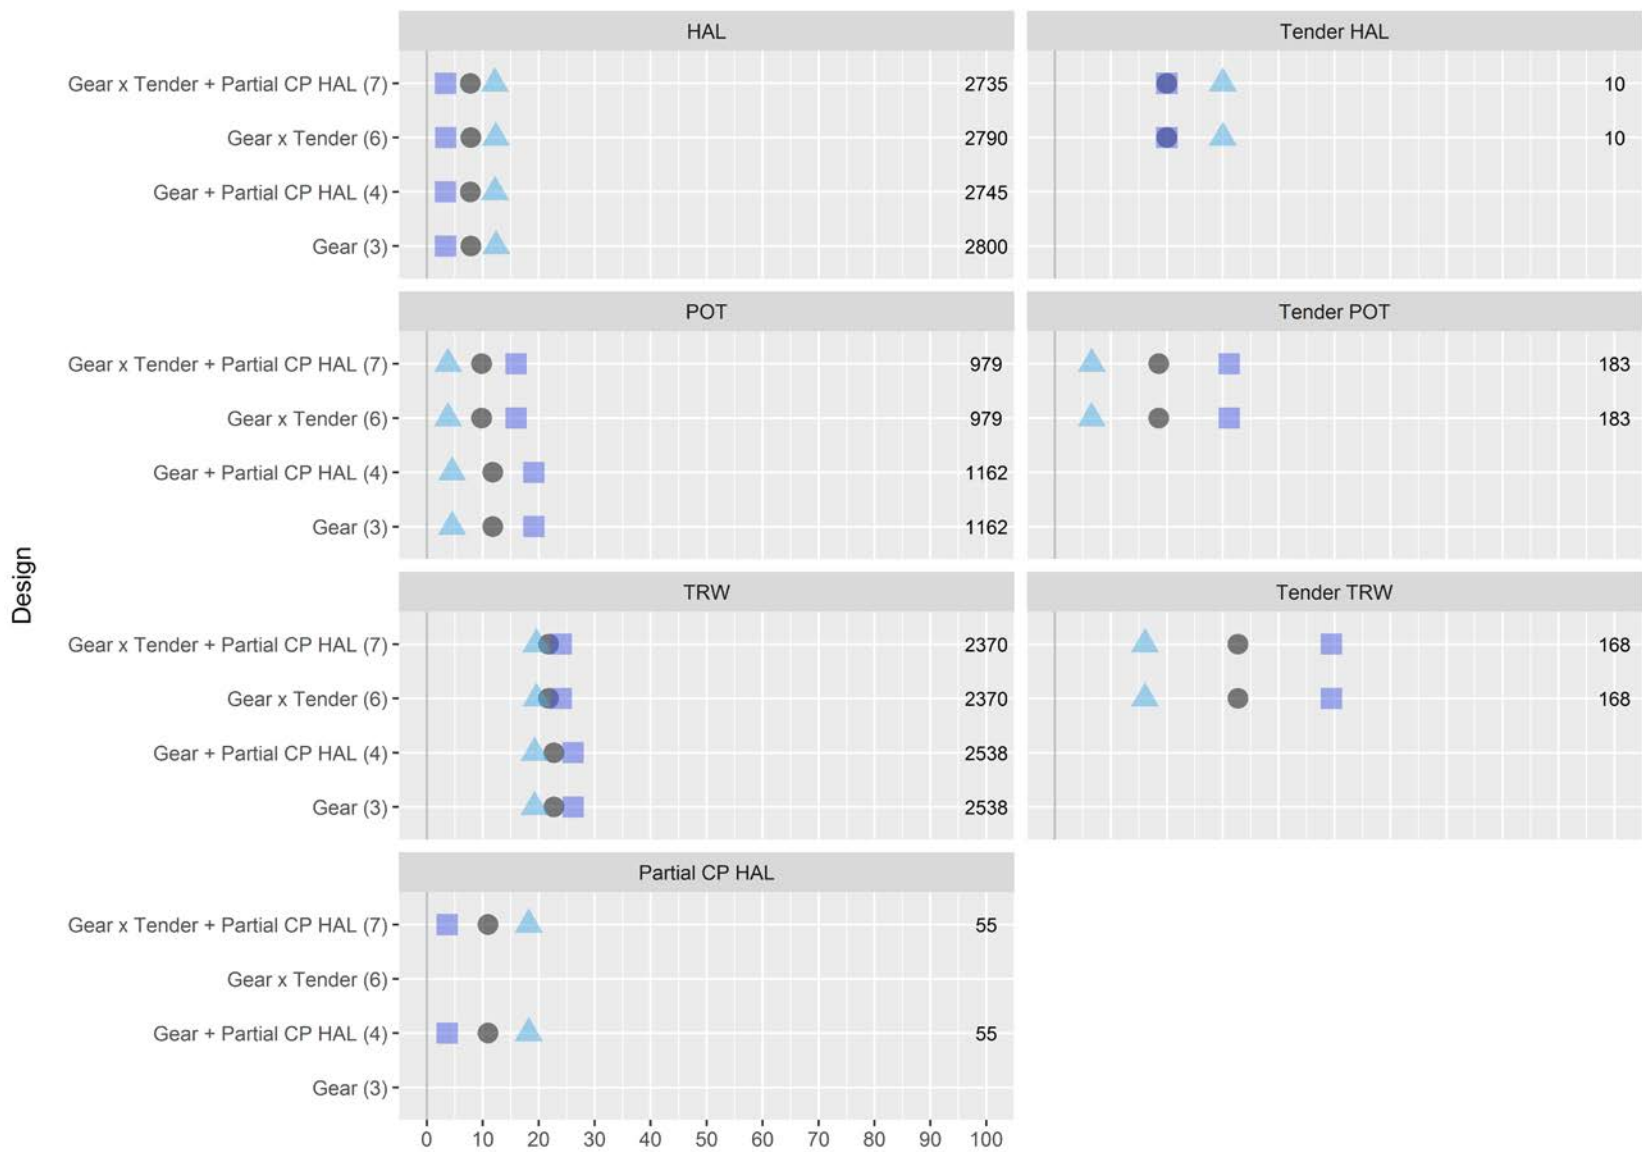 HAL Tender HAL
Gear x Tender + Partial CP HAL (7) 2735 10
Gear x Tender (6) 2790 10
Gear + Partial CP HAL (4) 2745
Gear (3) 2800
POT Tender POT
Gear x Tender + Partial CP HAL (7) 979 183
Gear x Tender (6) 979 183
Gear + Partial CP HAL (4) 1162
Gear (3) 1162
Design
TRW Tender TRW
Gear x Tender + Partial CP HAL (7) 2370 168
Gear x Tender (6) 2370 168
Gear + Partial CP HAL (4) 2538
Gear (3) 2538
Partial CP HAL
Gear x Tender + Partial CP HAL (7) 55
Gear x Tender (6)
Gear + Partial CP HAL (4) 55
Gear (3)
0 10 20 30 40 50 60 70 80 90 100